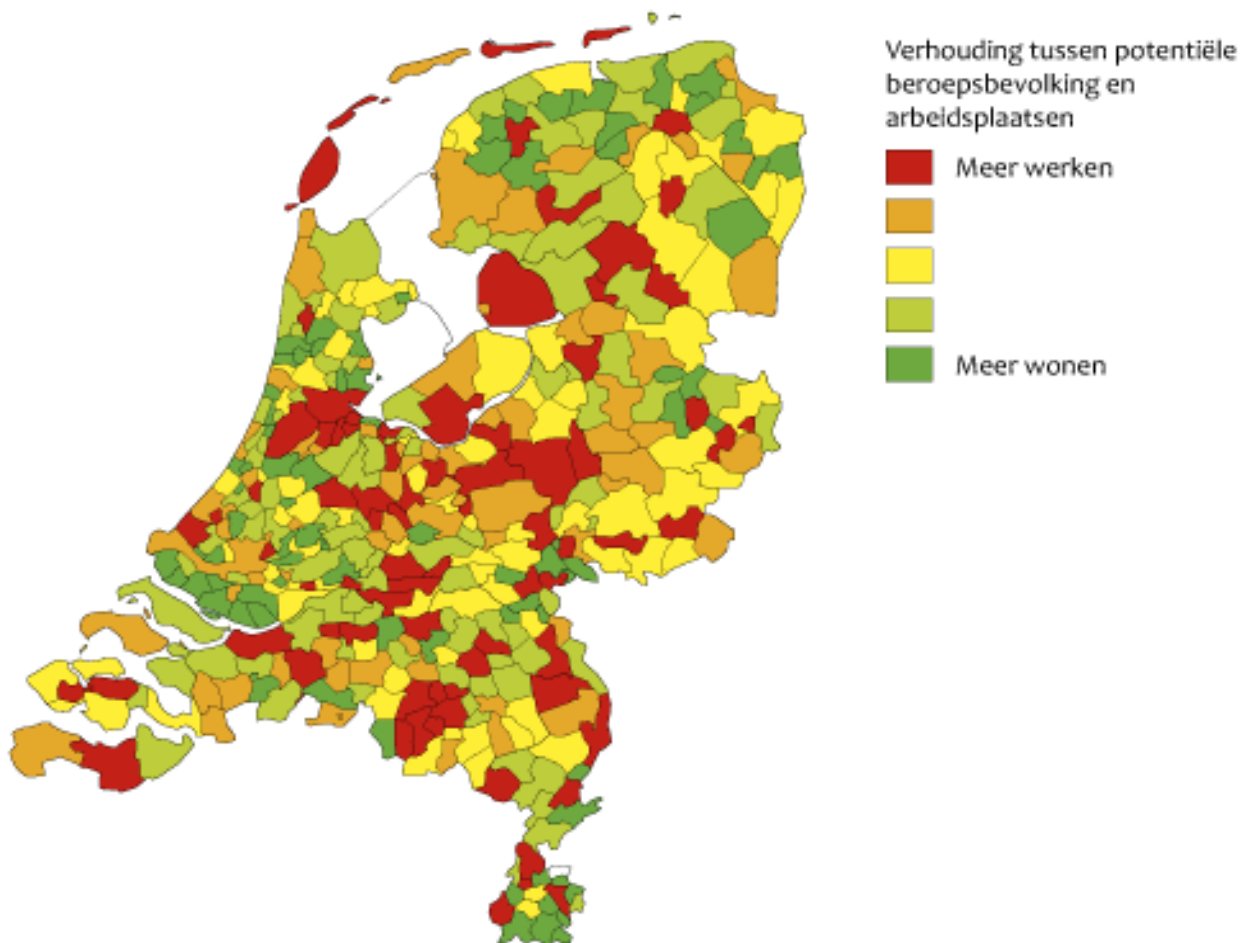 Verhouding tussen potentiële
beroepsbevolking en
arbeidsplaatsen
Meer werken
Meer wonen